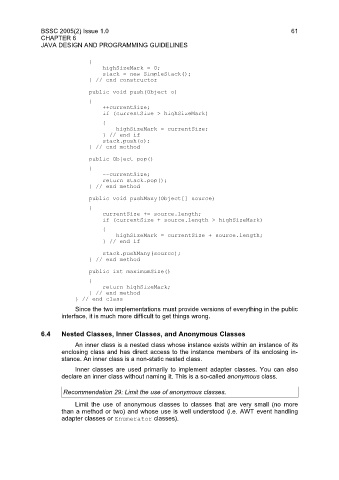 BSSC 2005(2) Issue 1.0 61
CHAPTER 6
JAVA DESIGN AND PROGRAMMING GUIDELINES
{
highSizeMark = 0;
stack = new SimpleStack();
} // end constructor
public void push(Object o)
{
++currentSize;
if (currentSize > highSizeMark)
{
highSizeMark = currentSize;
} // end if
stack.push(o);
} // end method
public Object pop()
{
--currentSize;
return stack.pop();
} // end method
public void pushMany(Object[] source)
{
currentSize += source.length;
if (currentSize + source.length > highSizeMark)
{
highSizeMark = currentSize + source.length;
} // end if
stack.pushMany(source);
} // end method
public int maximumSize()
{
return highSizeMark;
} // end method
} // end class
Since the two implementations must provide versions of everything in the public
interface, it is much more difficult to get things wrong.
6.4 Nested Classes, Inner Classes, and Anonymous Classes
An inner class is a nested class whose instance exists within an instance of its
enclosing class and has direct access to the instance members of its enclosing in-
stance. An inner class is a non-static nested class.
Inner classes are used primarily to implement adapter classes. You can also
declare an inner class without naming it. This is a so-called anonymous class.
Recommendation 29: Limit the use of anonymous classes.
Limit the use of anonymous classes to classes that are very small (no more
than a method or two) and whose use is well understood (i.e. AWT event handling
adapter classes or Enumerator classes).